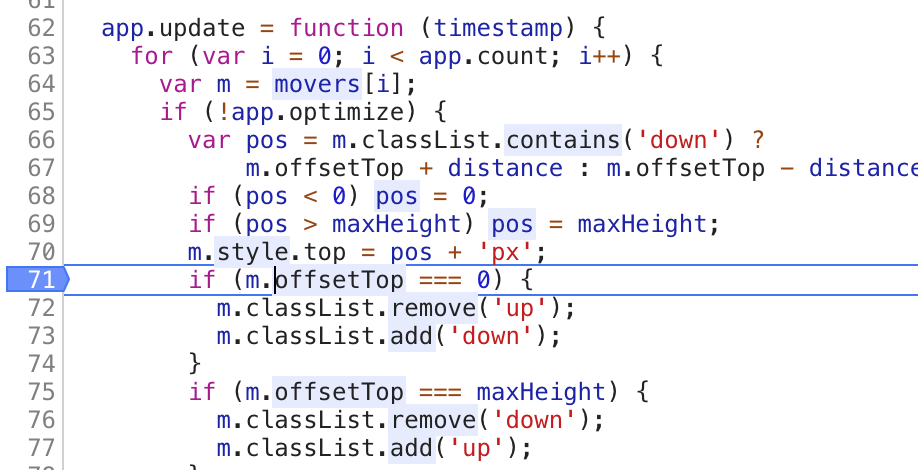 61
62 app.update = function (timestamp) {
63 for (var i = 0; i < app.count; i++) {
64 var m = movers[i];
65 if (!app.optimize) {
66 var pos = m.classList.contains('down') ?
67 m.offsetTop + distance : m.offsetTop - distance
68 if (pos < 0) pos = 0;
69 if (pos > maxHeight) pos = maxHeight;
70 m.style.top = pos + 'px';
71 if (m.offsetTop === 0) {
72 m.classList.remove('up');
73 m.classList.add('down');
74 }
75 if (m.offsetTop === maxHeight) {
76 m.classList.remove('down');
77 m.classList.add('up');
78 }